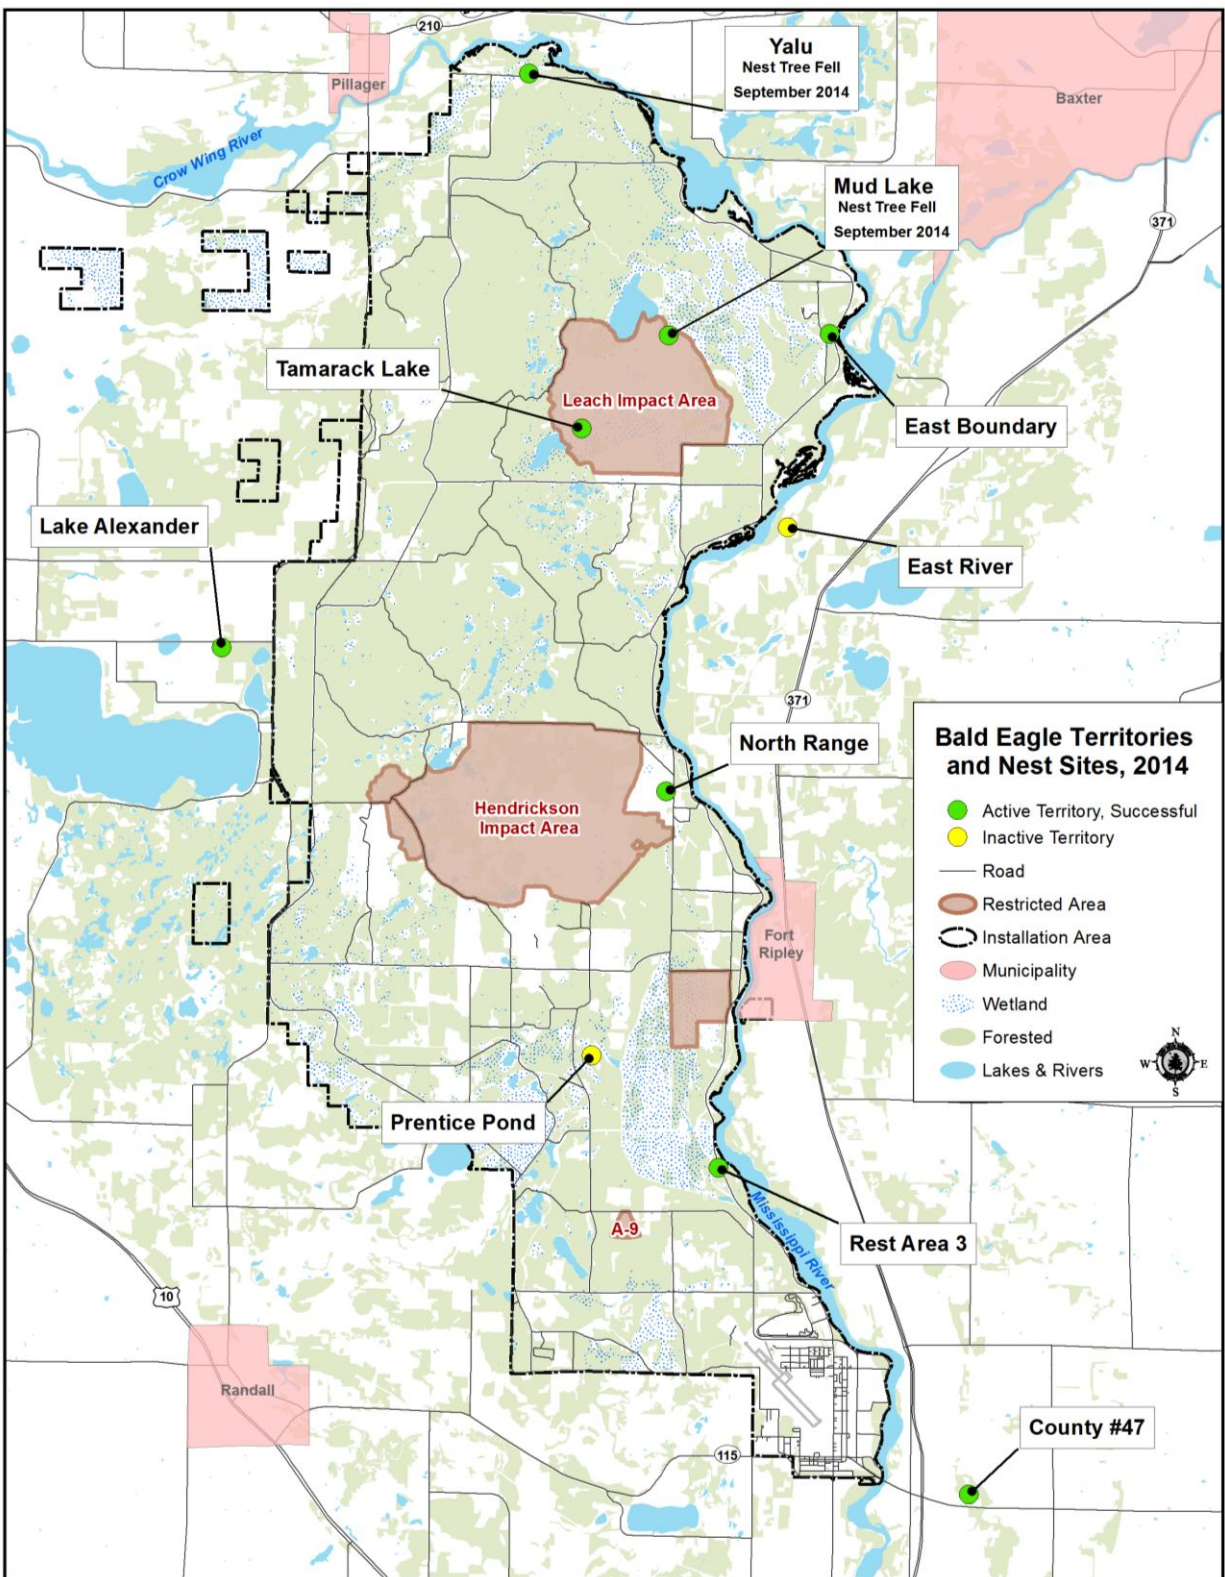 210
Yalu
Nest Tree Fell
September 2014
Pillager
Baxter
Crow Wing River
Mud Lake
Nest Tree Fell
September 2014
371
Tamarack Lake
Leach Impact Area
East Boundary
Lake Alexander
East River
371
North Range
Bald Eagle Territories
and Nest Sites, 2014
Active Territory, Successful
Inactive Territory
Road
Restricted Area
Installation Area
Municipality
Wetland
Forested
Lakes & Rivers
N
W
E
S
Hendrickson
Impact Area
Fort
Ripley
Prentice Pond
Mississippi River
A-9
Rest Area 3
10
Randall
County #47
115